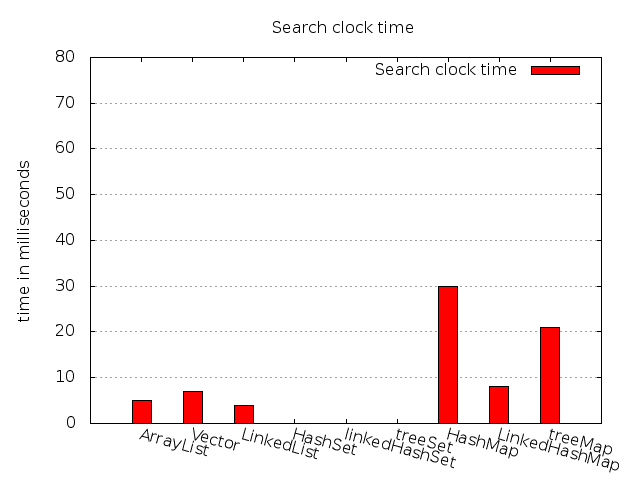 Search clock time
Search clock time
80
70
60
50
40
30
20
10
0
time in milliseconds
ArrayList
Vector
LinkedList
HashSet
linkedHashSet
treeSet
HashMap
LinkedHashMap
treeMap